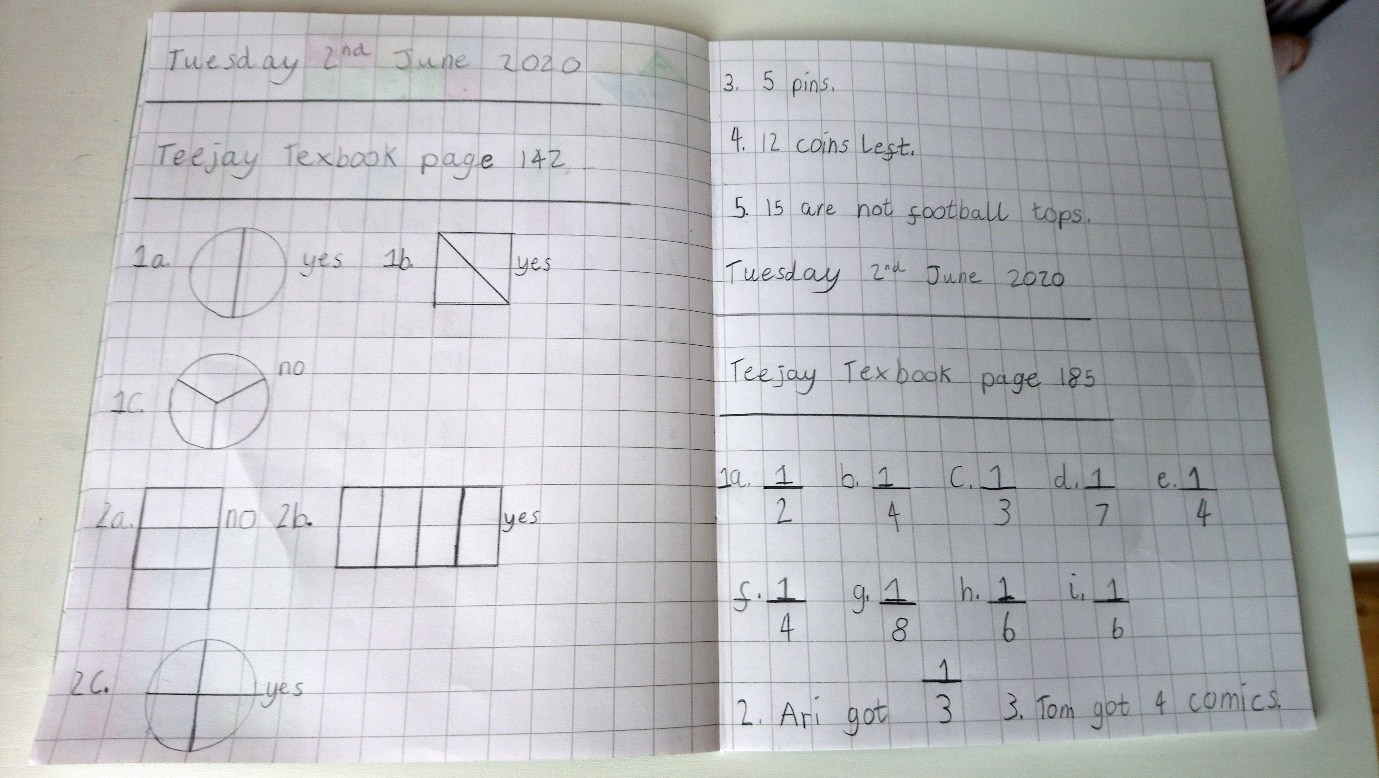 Tuesday 2nd June 2020
Teejay Texbook page 142
1a. yes 1b. yes
1c. no
2a. no 2b. yes
2c. yes
3. 5 pins.
4. 12 coins left.
5. 15 are not football tops.
Tuesday 2nd June 2020
Teejay Texbook page 185
1a. 1/2 b. 1/4 c. 1/3 d. 1/7 e. 1/4
f. 1/4 g. 1/8 h. 1/6 i. 1/6
2. Ari got 1/3 3. Tom got 4 comics.